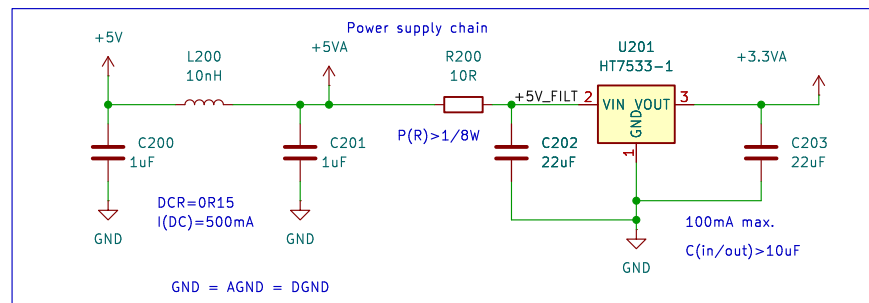 Power supply chain
+5V
L200
10nH
+5VA
R200
10R
U201
HT7533-1
+3.3VA
+5V_FILT
2
VIN
VOUT
3
GND
1
P(R)>1/8W
C200
1uF
C201
1uF
C202
22uF
C203
22uF
DCR=0R15
I(DC)=500mA
GND
GND
GND
100mA max.
C(in/out)>10uF
GND = AGND = DGND